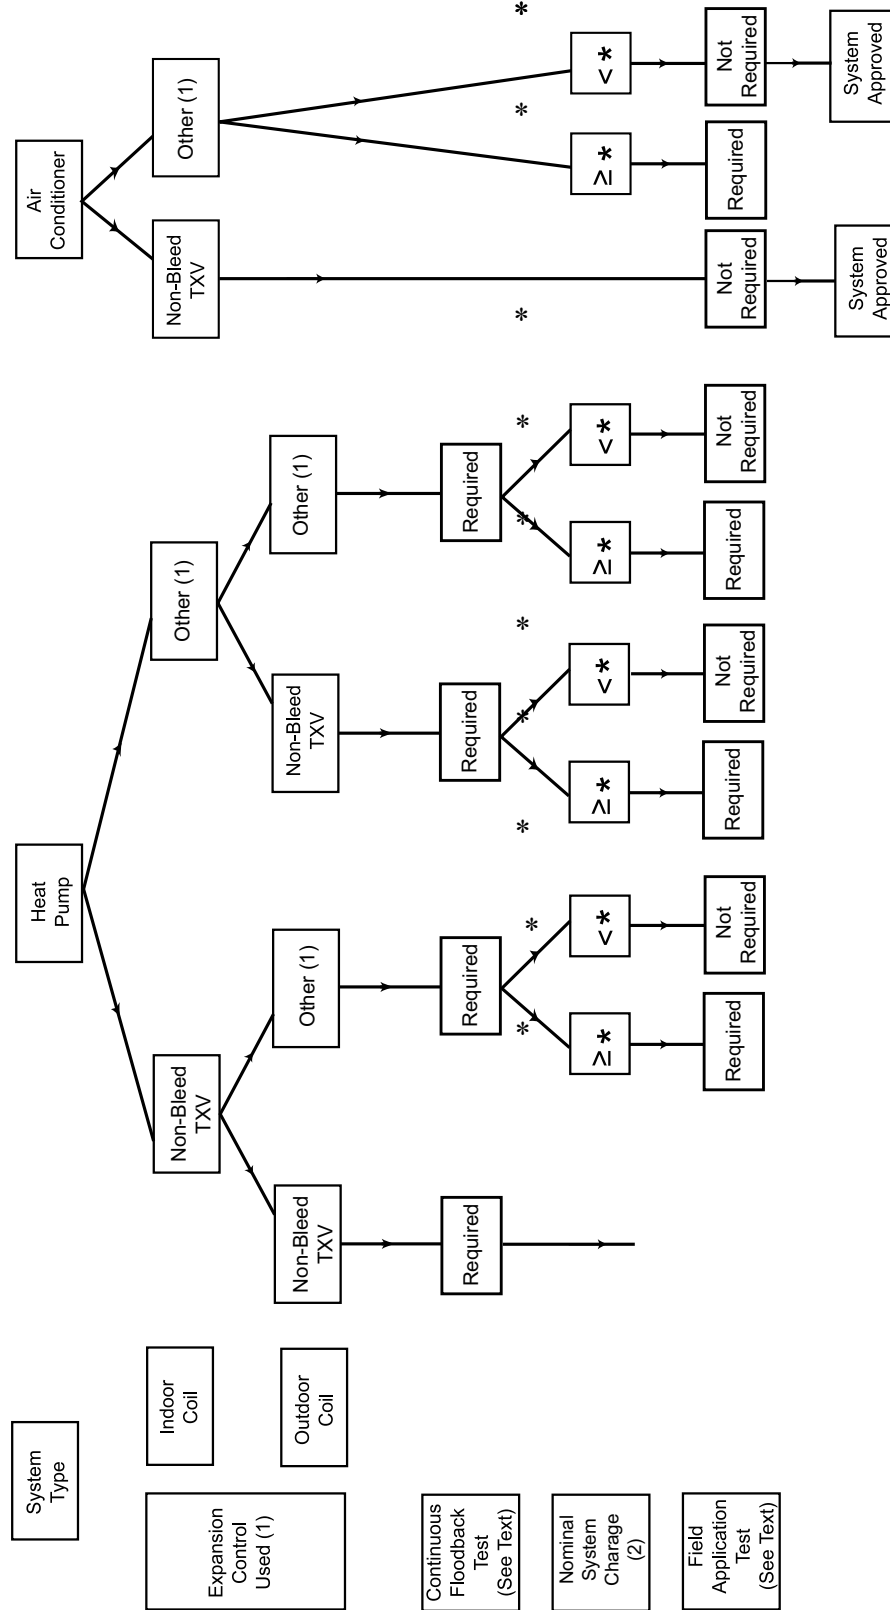 System
Type
Heat
Pump
Air
Conditioner
Expansion
Control
Used (1)
Indoor
Coil
Non-Bleed
TXV
Other (1)
Non-Bleed
TXV
Other (1)
Outdoor
Coil
Non-Bleed
TXV
Other (1)
Non-Bleed
TXV
Other (1)
Continuous
Floodback
Test
(See Text)
Required
Required
Required
Required
*
*
*
*
*
*
*
*
*
*
Nominal
System
Charage
(2)
≥*
<*
≥*
<*
≥*
<*
≥*
<*
Field
Application
Test
(See Text)
Required
Not
Required
Required
Not
Required
Required
Not
Required
Not
Required
Required
Not
Required
System
Approved
System
Approved